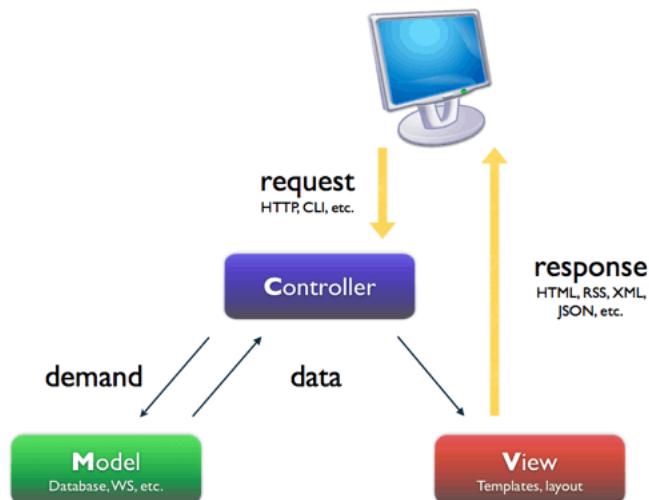 request
HTTP, CLI, etc.
Controller
response
HTML, RSS, XML,
JSON, etc.
demand
data
Model
Database, WS, etc.
View
Templates, layout